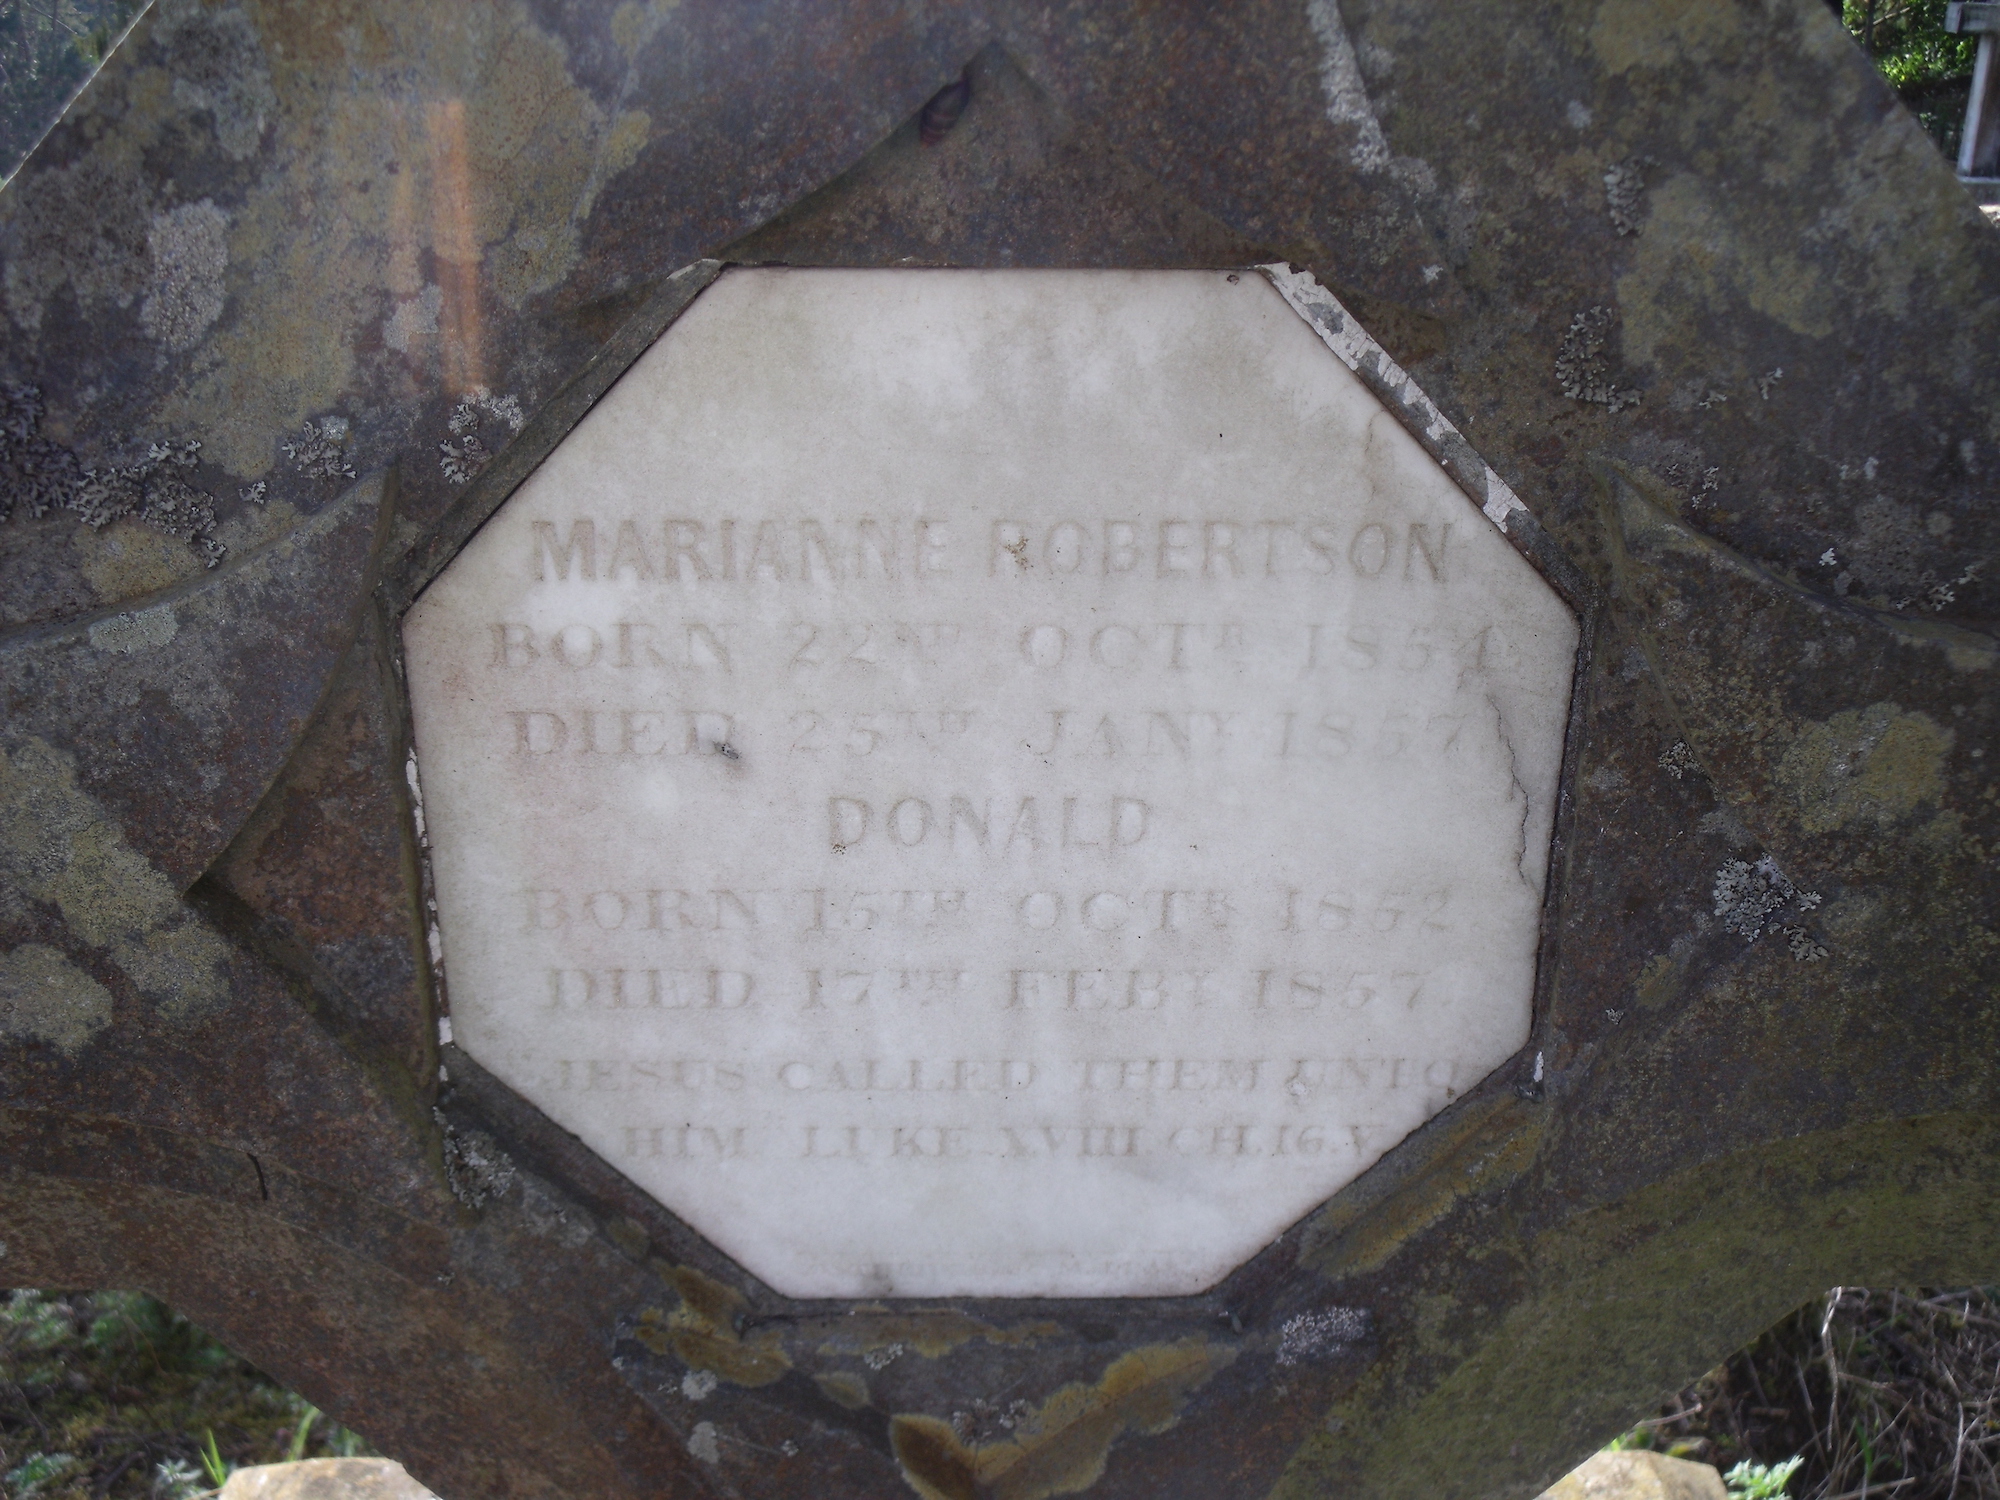 MARIANNE ROBERTSON
BORN 22ND OCTR 1854
DIED 25TH JANY 1857
DONALD
BORN 15TH OCTR 1852
DIED 17TH FEBY 1857
JESUS CALLED THEM UNTO
HIM LUKE XVIII. CH. 16. V.